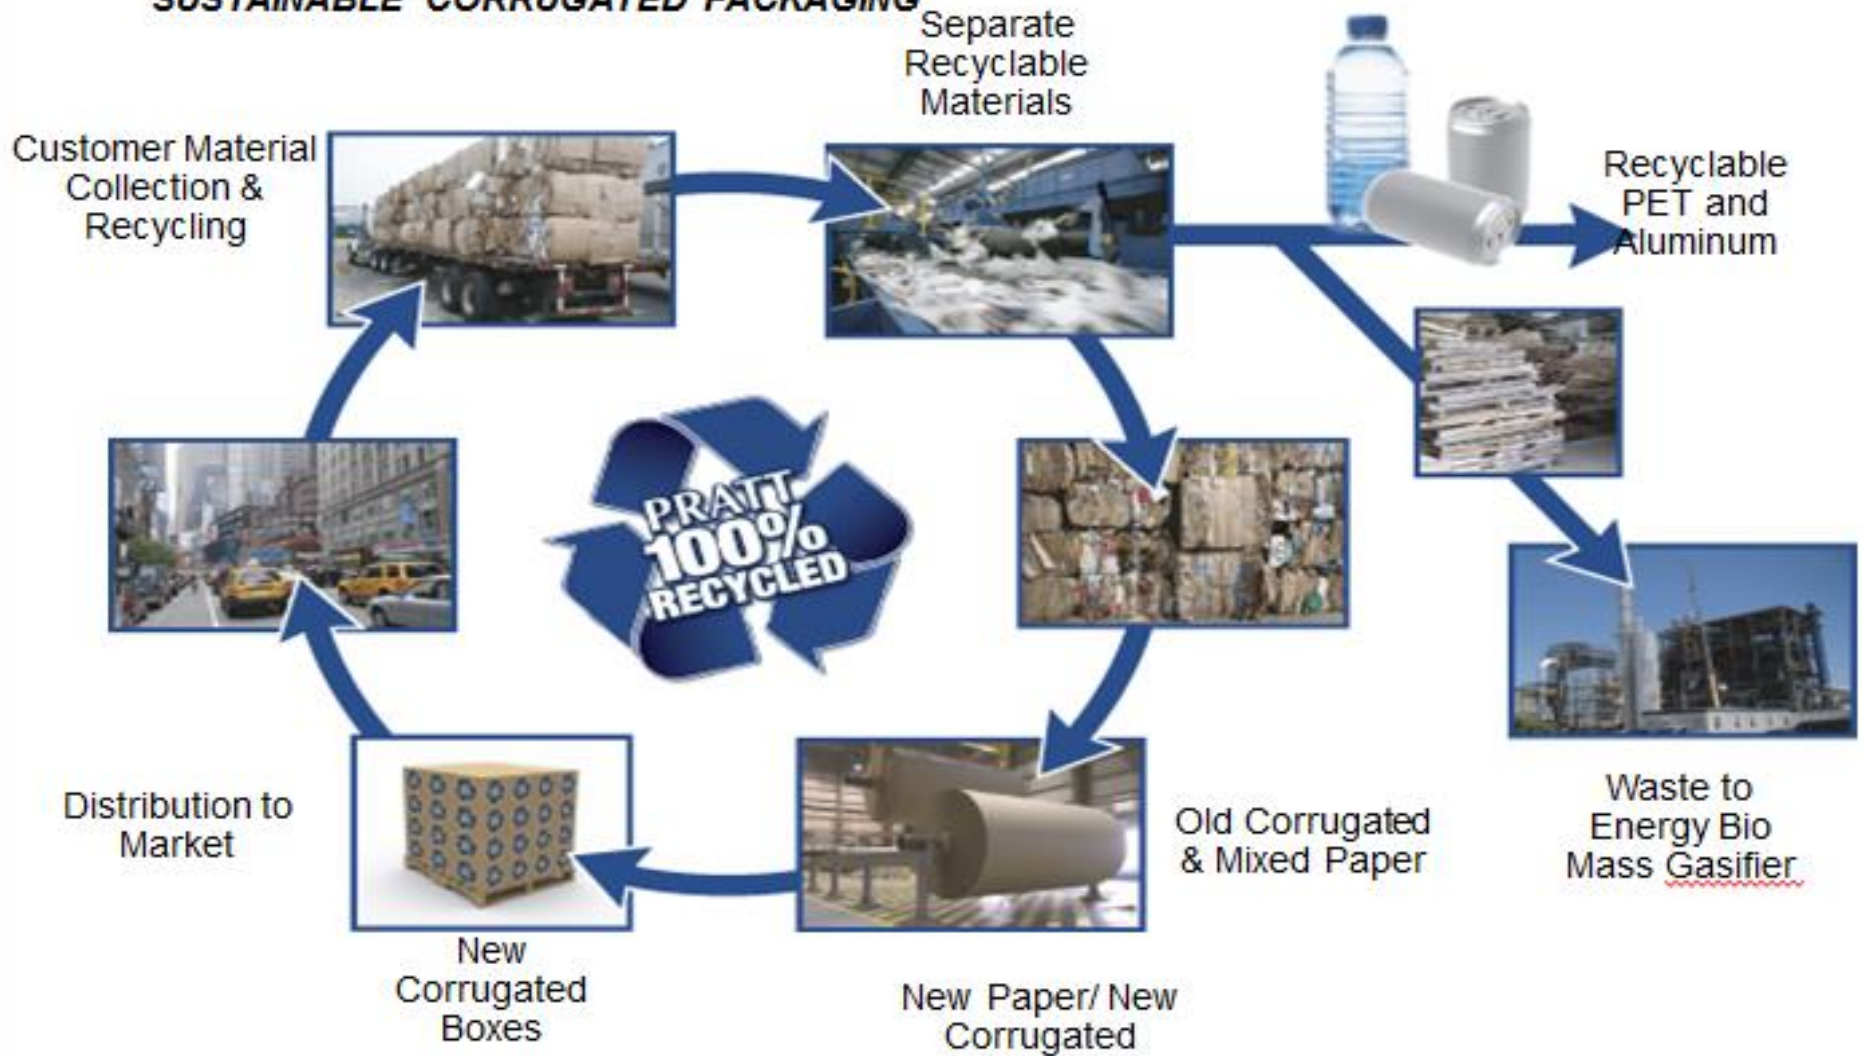 SUSTAINABLE CORRUGATED PACKAGING
Separate
Recyclable
Materials
Customer Material
Collection &
Recycling
Recyclable
PET and
Aluminum
PRATT
100%
RECYCLED
Distribution to
Market
Old Corrugated
& Mixed Paper
Waste to
Energy Bio
Mass Gasifier
New
Corrugated
Boxes
New Paper/ New
Corrugated